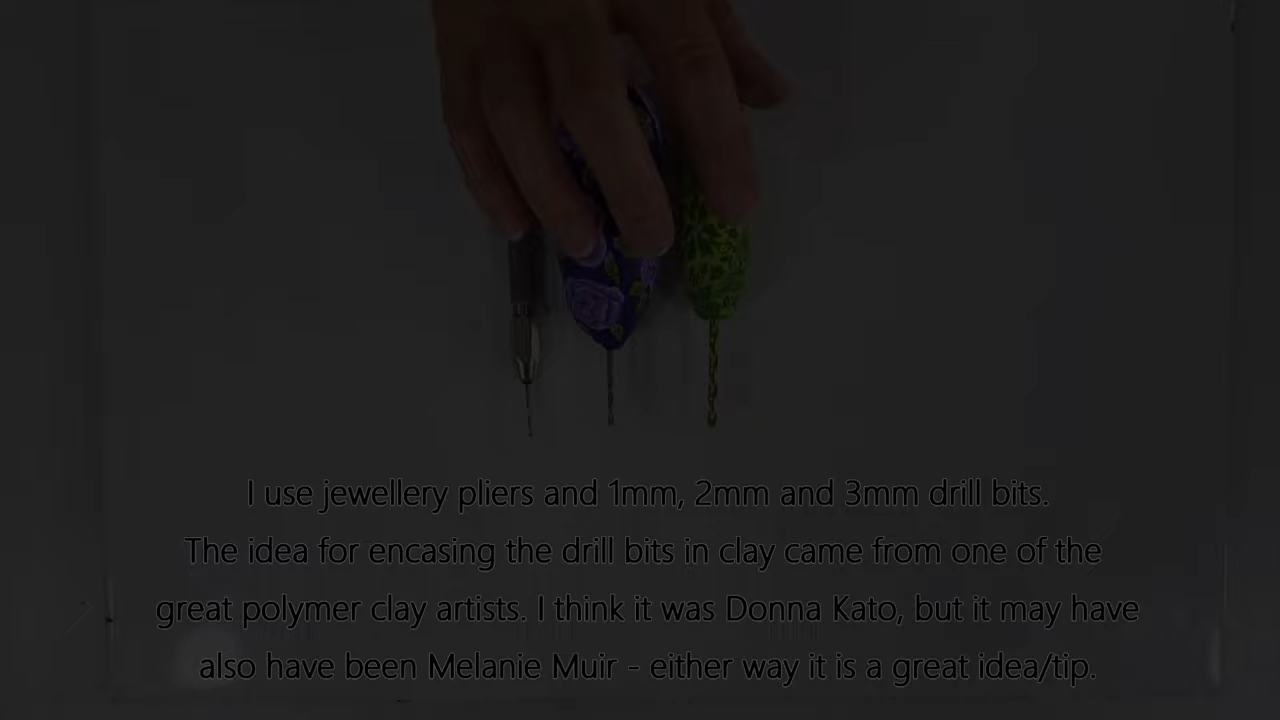 I use jewellery pliers and 1mm, 2mm and 3mm drill bits.
The idea for encasing the drill bits in clay came from one of the
great polymer clay artists. I think it was Donna Kato, but it may have
also have been Melanie Muir - either way it is a great idea/tip.